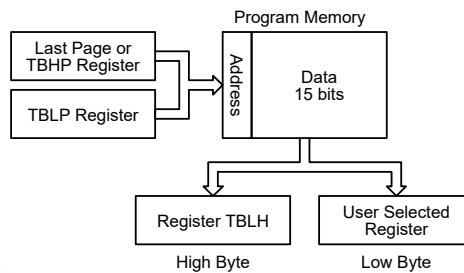 Program Memory
Last Page or
TBHP Register
TBLP Register
Address
Data
15 bits
Register TBLH
User Selected
Register
High Byte
Low Byte